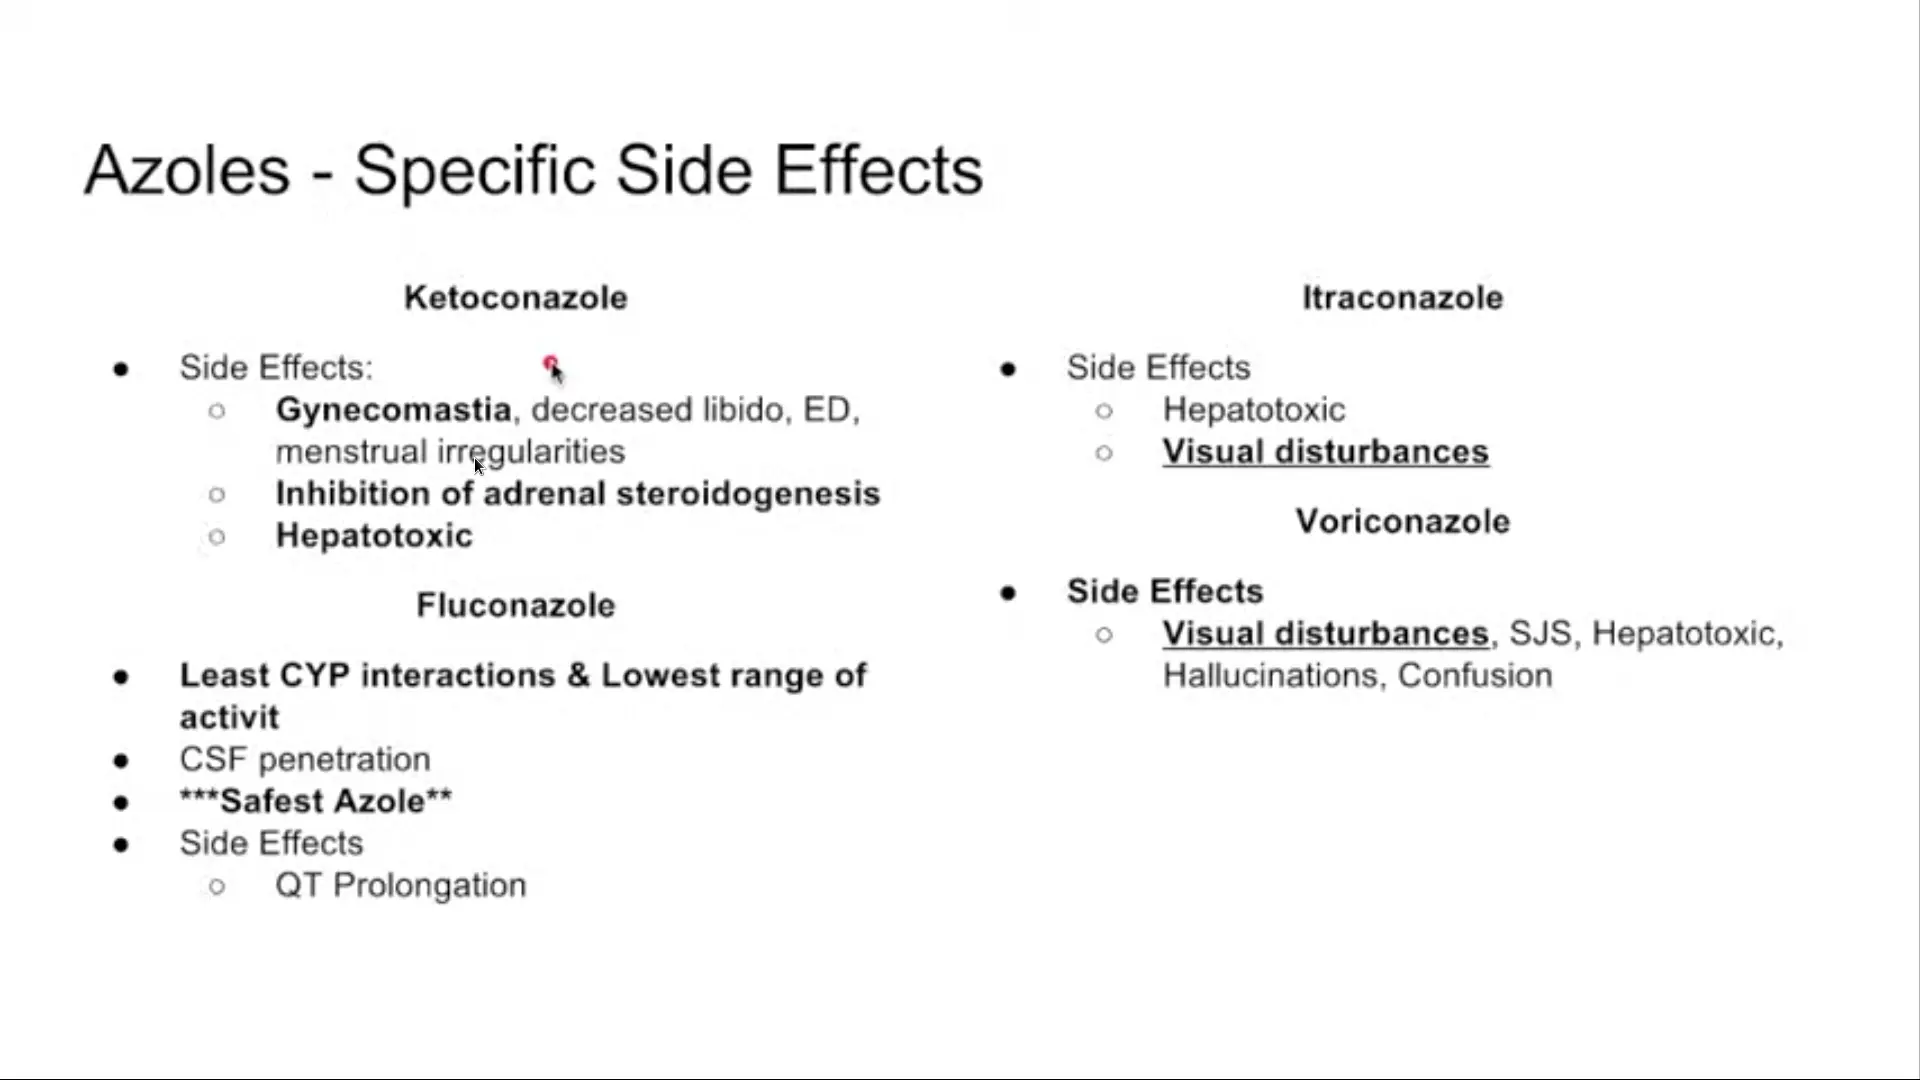 Azoles - Specific Side Effects
Ketoconazole
● Side Effects:
○ Gynecomastia, decreased libido, ED,
menstrual irregularities
○ Inhibition of adrenal steroidogenesis
○ Hepatotoxic
Fluconazole
● Least CYP interactions & Lowest range of
activit
● CSF penetration
● ***Safest Azole**
● Side Effects
○ QT Prolongation
Itraconazole
● Side Effects
○ Hepatotoxic
○ Visual disturbances
Voriconazole
● Side Effects
○ Visual disturbances, SJS, Hepatotoxic,
Hallucinations, Confusion